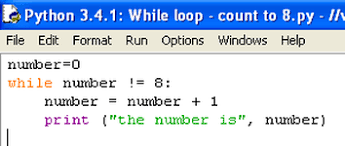 Python 3.4.1: While loop - count to 8.py - //
File Edit Format Run Options Windows Help
number=0
while number != 8:
    number = number + 1
    print ("the number is", number)